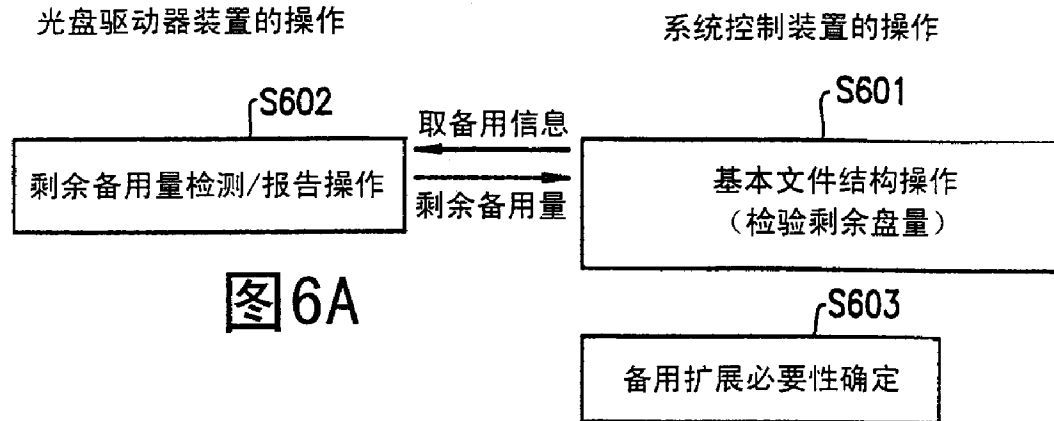 光盘驱动器装置的操作
系统控制装置的操作
S602
S601
取备用信息
剩余备用量检测/报告操作
剩余备用量
基本文件结构操作
（检验剩余盘量）
图6A
S603
备用扩展必要性确定